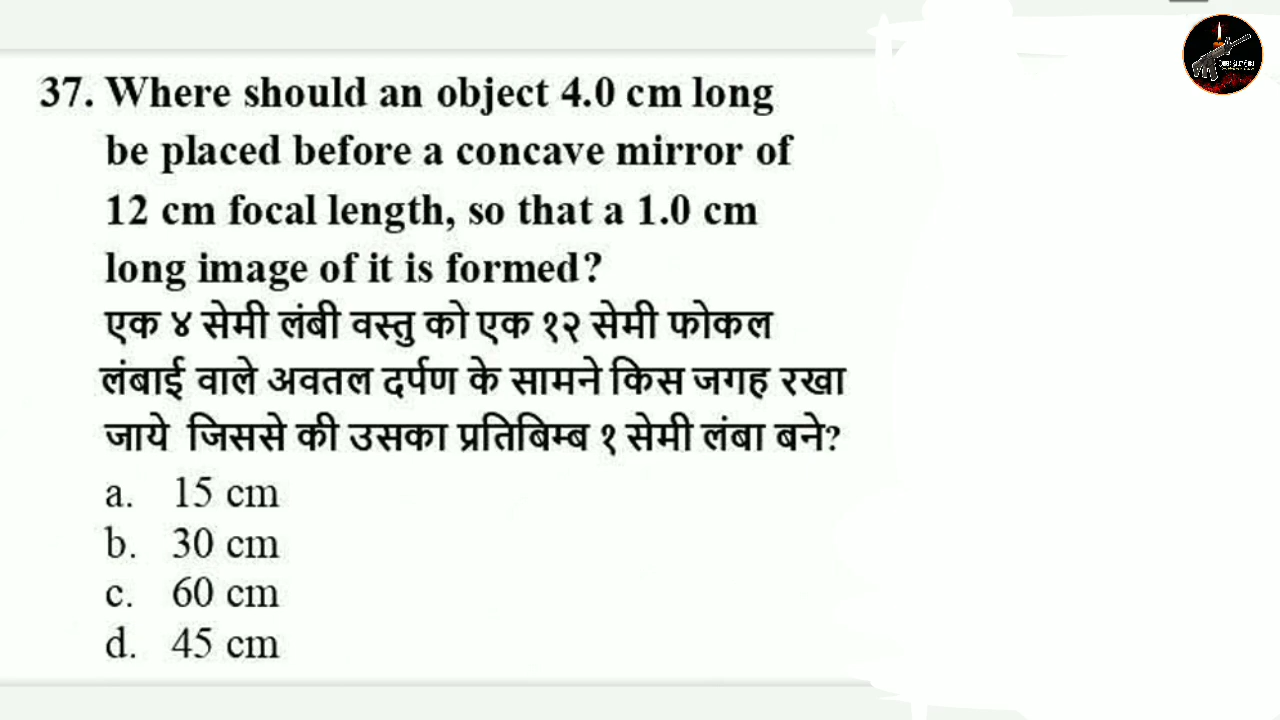 37. Where should an object 4.0 cm long
be placed before a concave mirror of
12 cm focal length, so that a 1.0 cm
long image of it is formed?
एक ४ सेमी लंबी वस्तु को एक १२ सेमी फोकल
लंबाई वाले अवतल दर्पण के सामने किस जगह रखा
जाये जिससे की उसका प्रतिबिम्ब १ सेमी लंबा बने?
a. 15 cm
b. 30 cm
c. 60 cm
d. 45 cm